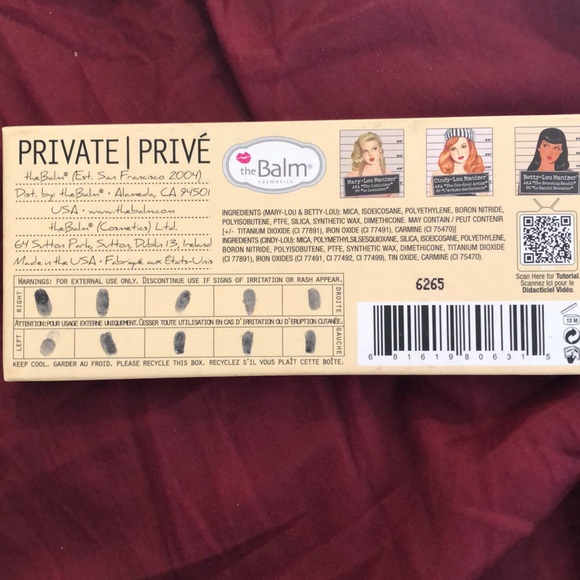 PRIVATE | PRIVÉ
theBalm® (Est. San Francisco 2004)
Dist. by theBalm® • Alameda, CA 94501
USA • www.thebalm.com
theBalm® (Cosmetics) Ltd.
64 Sutton Park, Sutton, Dublin 13, Ireland
Made in the USA • Fabriqué aux États-Unis
WARNINGS: FOR EXTERNAL USE ONLY. DISCONTINUE USE IF SIGNS OF IRRITATION OR RASH APPEAR.
RIGHT
DROITE
ATTENTION: POUR USAGE EXTERNE UNIQUEMENT. CESSER TOUTE UTILISATION EN CAS D'IRRITATION OU D'ÉRUPTION CUTANÉE.
LEFT
GAUCHE
KEEP COOL. GARDER AU FROID. PLEASE RECYCLE THIS BOX. RECYCLEZ S'IL VOUS PLAÎT CETTE BOÎTE.
theBalm®
cosmetics
Mary-Lou Manizer®
AKA "The Luminizer"
Cindy-Lou Manizer®
Betty-Lou Manizer®
INGREDIENTS (MARY-LOU & BETTY-LOU): MICA, ISOEICOSANE, POLYETHYLENE, BORON NITRIDE,
POLYISOBUTENE, PTFE, SILICA, SYNTHETIC WAX, DIMETHICONE. MAY CONTAIN / PEUT CONTENIR
[+/- TITANIUM DIOXIDE (CI 77891), IRON OXIDE (CI 77491), CARMINE (CI 75470)]
INGREDIENTS (CINDY-LOU): MICA, POLYMETHYLSILSESQUIOXANE, SILICA, ISOEICOSANE, POLYETHYLENE,
BORON NITRIDE, POLYISOBUTENE, PTFE, SYNTHETIC WAX, DIMETHICONE, TITANIUM DIOXIDE
(CI 77891), IRON OXIDES (CI 77491, CI 77492, CI 77499), TIN OXIDE, CARMINE (CI 75470).
6265
Scan Here for Tutorial.
Scannez Ici pour le
Didacticiel Vidéo.
6 81619 80631 5
12 M